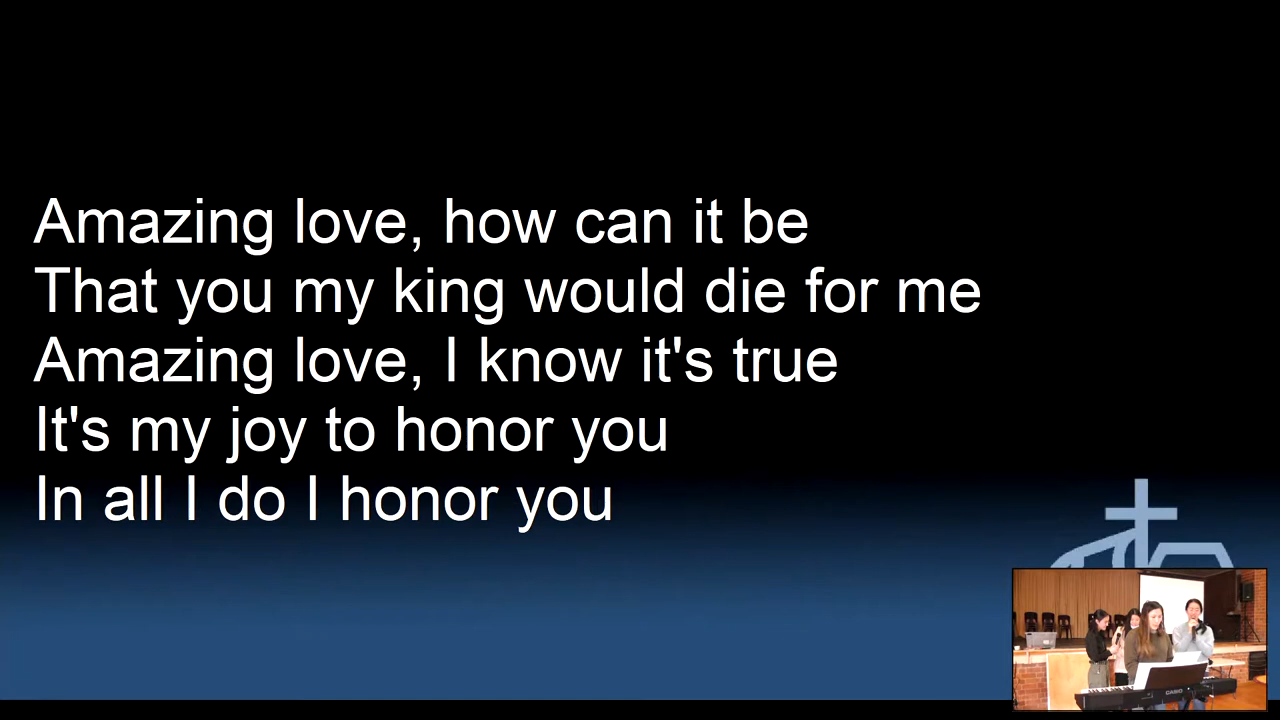 Amazing love, how can it be
That you my king would die for me
Amazing love, I know it's true
It's my joy to honor you
In all I do I honor you
CASIO